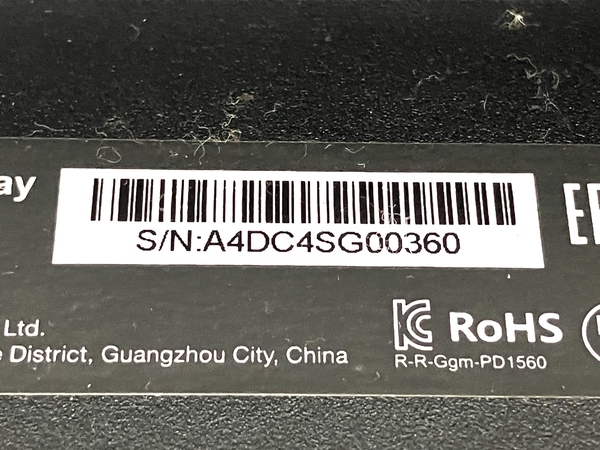 ay
S/N:A4DC4SG00360
Ltd.
District, Guangzhou City, China
RoHS
R-R-Ggm-PD1560